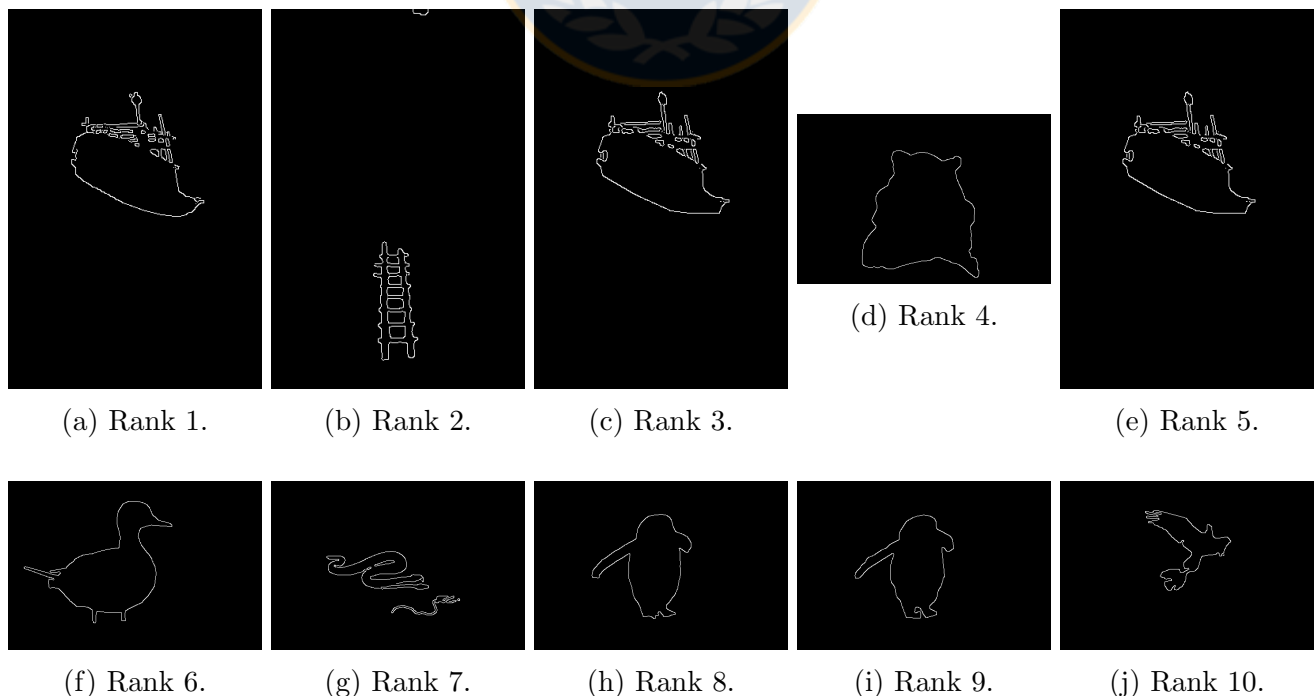 (d) Rank 4.
(a) Rank 1. (b) Rank 2. (c) Rank 3. (e) Rank 5.
(f) Rank 6. (g) Rank 7. (h) Rank 8. (i) Rank 9. (j) Rank 10.